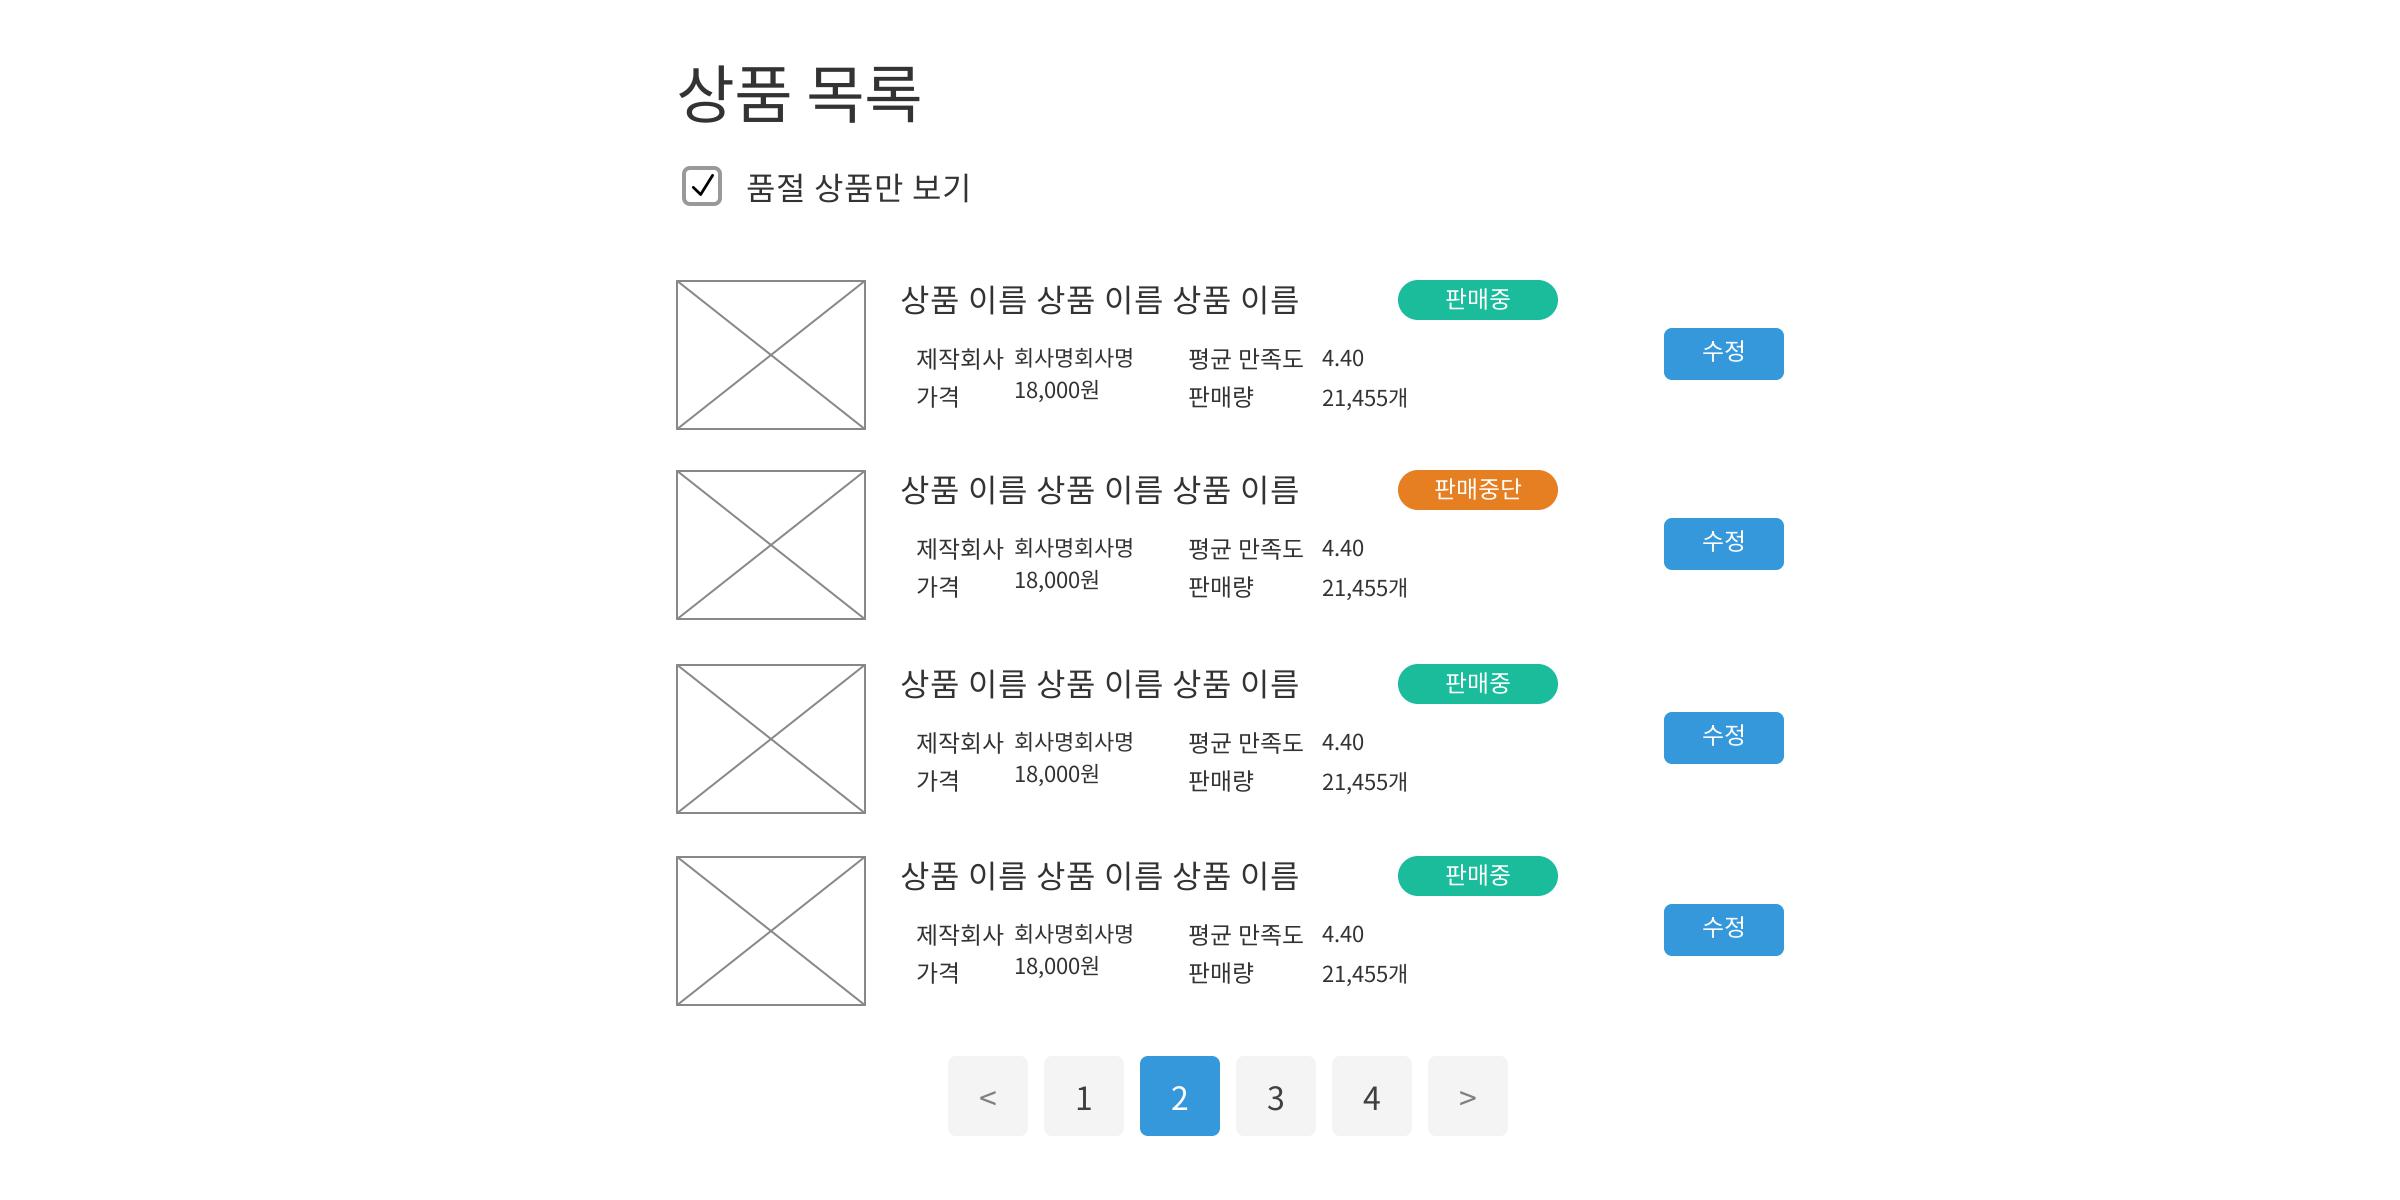 상품 목록
품절 상품만 보기
상품 이름 상품 이름 상품 이름 판매중
제작회사 회사명회사명 평균 만족도 4.40
수정
가격 18,000원 판매량 21,455개
상품 이름 상품 이름 상품 이름 판매중단
제작회사 회사명회사명 평균 만족도 4.40
수정
가격 18,000원 판매량 21,455개
상품 이름 상품 이름 상품 이름 판매중
제작회사 회사명회사명 평균 만족도 4.40
수정
가격 18,000원 판매량 21,455개
상품 이름 상품 이름 상품 이름 판매중
제작회사 회사명회사명 평균 만족도 4.40
수정
가격 18,000원 판매량 21,455개
< 1 2 3 4 >